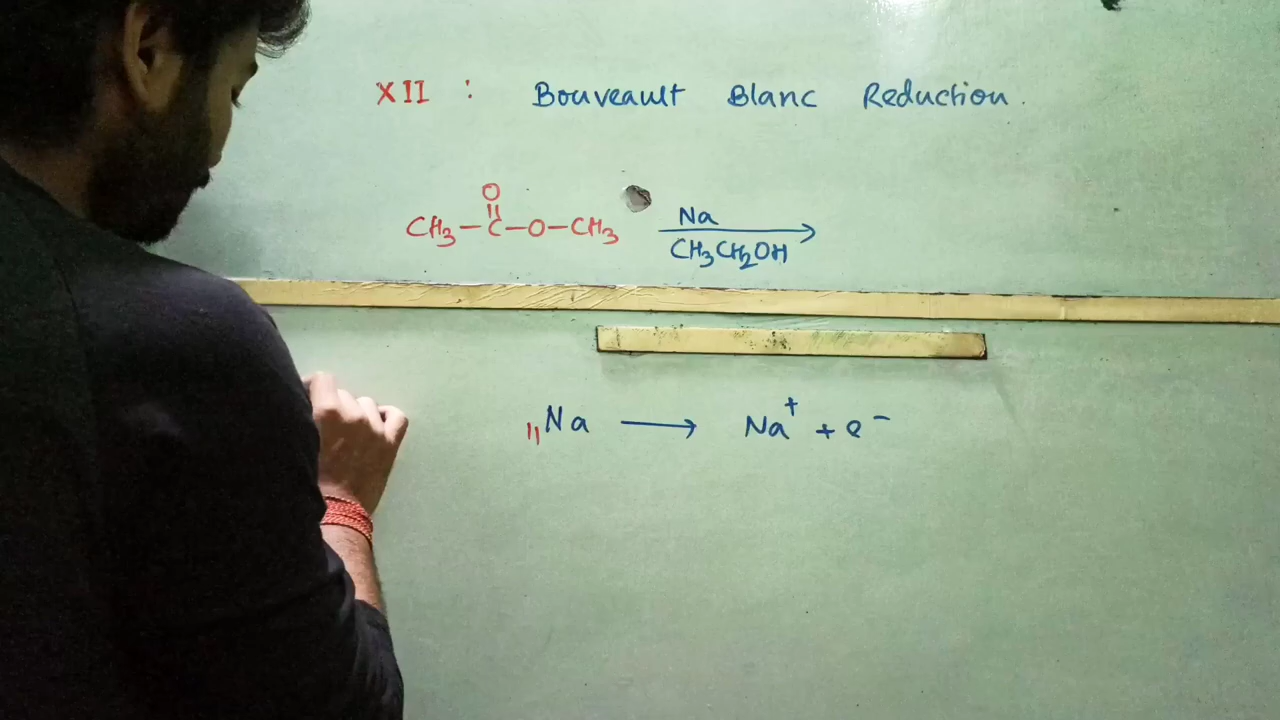 XII : Bouveault Blanc Reduction.
O
CH₃-C-O-CH₃ Na
CH₃CH₂OH
₁₁Na ⟶ Na⁺ + e⁻